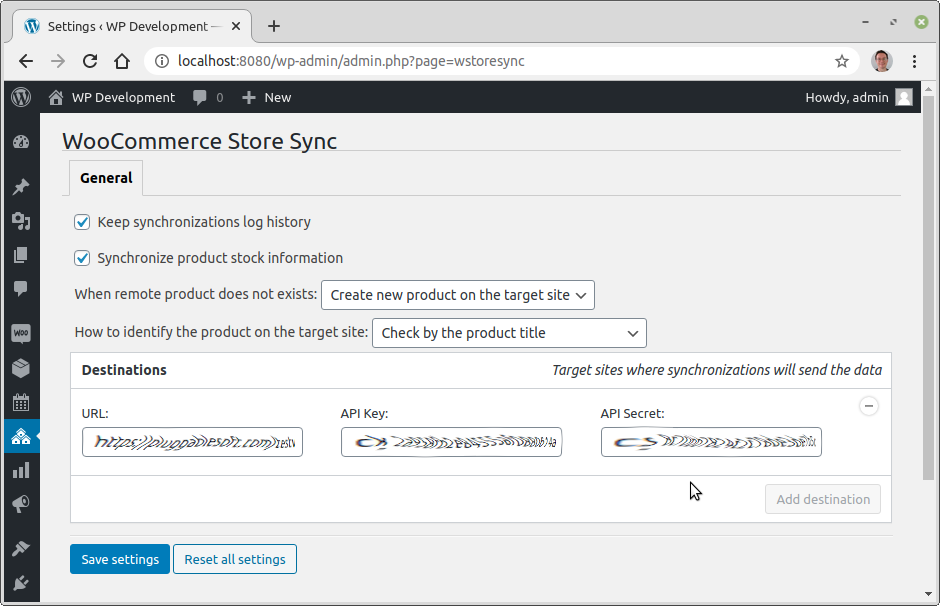 Settings ‹ WP Development —
localhost:8080/wp-admin/admin.php?page=wstoresync
WP Development 0 New Howdy, admin
WooCommerce Store Sync
General
Keep synchronizations log history
Synchronize product stock information
When remote product does not exists: Create new product on the target site
How to identify the product on the target site: Check by the product title
Destinations Target sites where synchronizations will send the data
URL: API Key: API Secret:
Add destination
Save settings Reset all settings